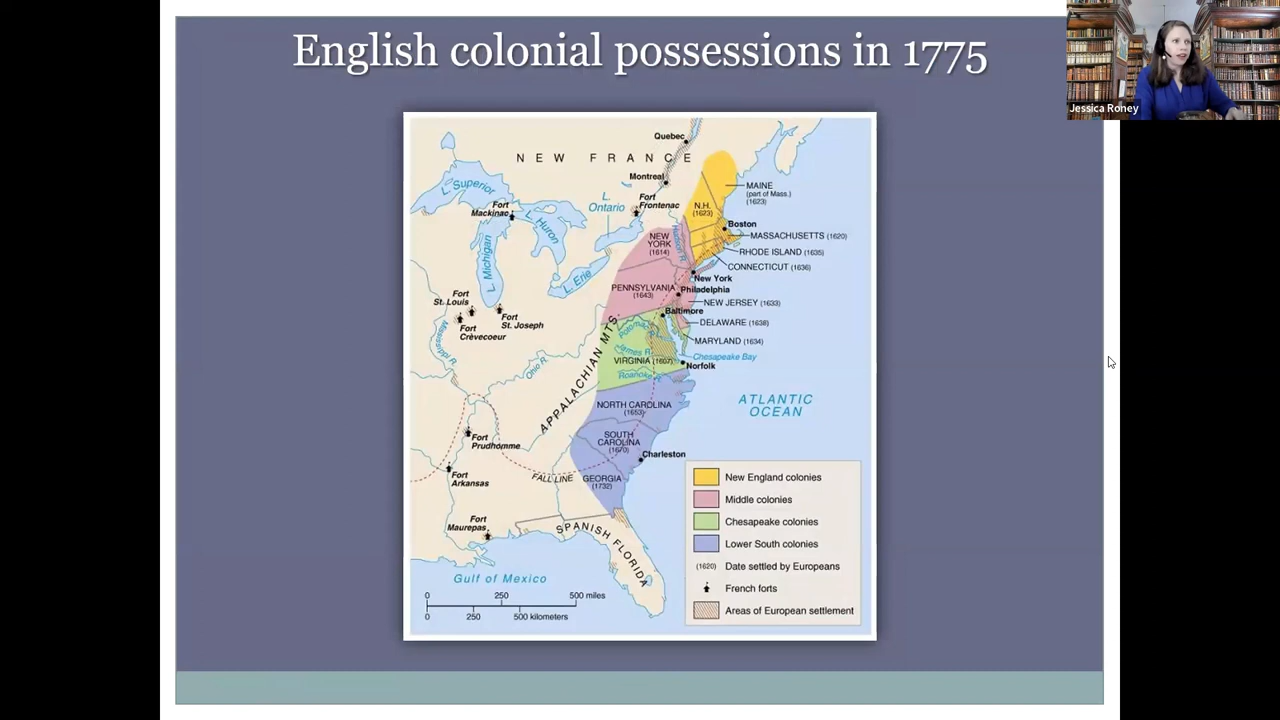 English colonial possessions in 1775
Jessica Roney
Quebec
NEW FRANCE
Montreal
L. Superior
Fort
Mackinac
L.
Ontario
Fort
Frontenac
L. Huron
L. Michigan
L. Erie
MAINE
(part of Mass.)
(1623)
N.H.
(1623)
Boston
MASSACHUSETTS (1620)
RHODE ISLAND (1635)
CONNECTICUT (1636)
NEW
YORK
(1614)
Hudson R.
New York
PENNSYLVANIA
(1643)
Philadelphia
NEW JERSEY (1633)
Baltimore
DELAWARE (1638)
MARYLAND (1634)
Fort
St. Louis
Fort
Crèvecoeur
Fort
St. Joseph
Mississippi R.
Ohio R.
APPALACHIAN MTS.
Potomac
James R.
VIRGINIA (1607)
Roanoke R.
Chesapeake Bay
Norfolk
NORTH CAROLINA
(1653)
ATLANTIC
OCEAN
SOUTH
CAROLINA
(1670)
Charleston
Fort
Prudhomme
Fort
Arkansas
FALL LINE
GEORGIA
(1732)
Fort
Maurepas
SPANISH FLORIDA
Gulf of Mexico
0 250 500 miles
0 250 500 kilometers
New England colonies
Middle colonies
Chesapeake colonies
Lower South colonies
(1620) Date settled by Europeans
French forts
Areas of European settlement